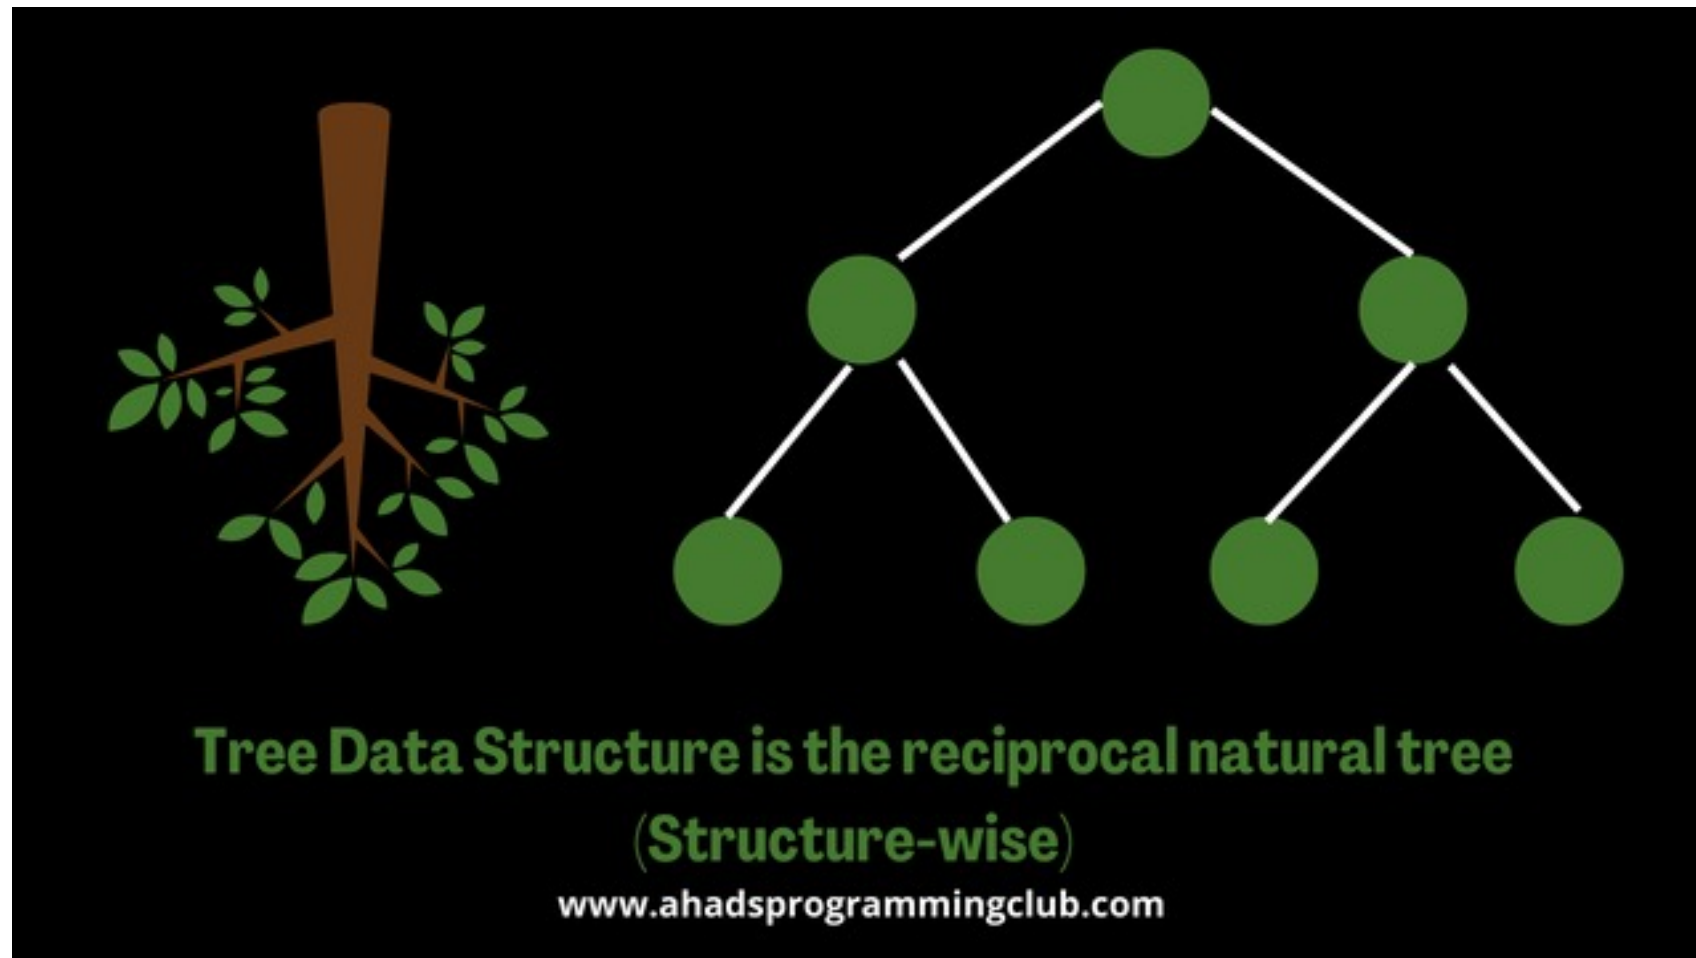 Tree Data Structure is the reciprocal natural tree
(Structure-wise)
www.ahadsprogrammingclub.com